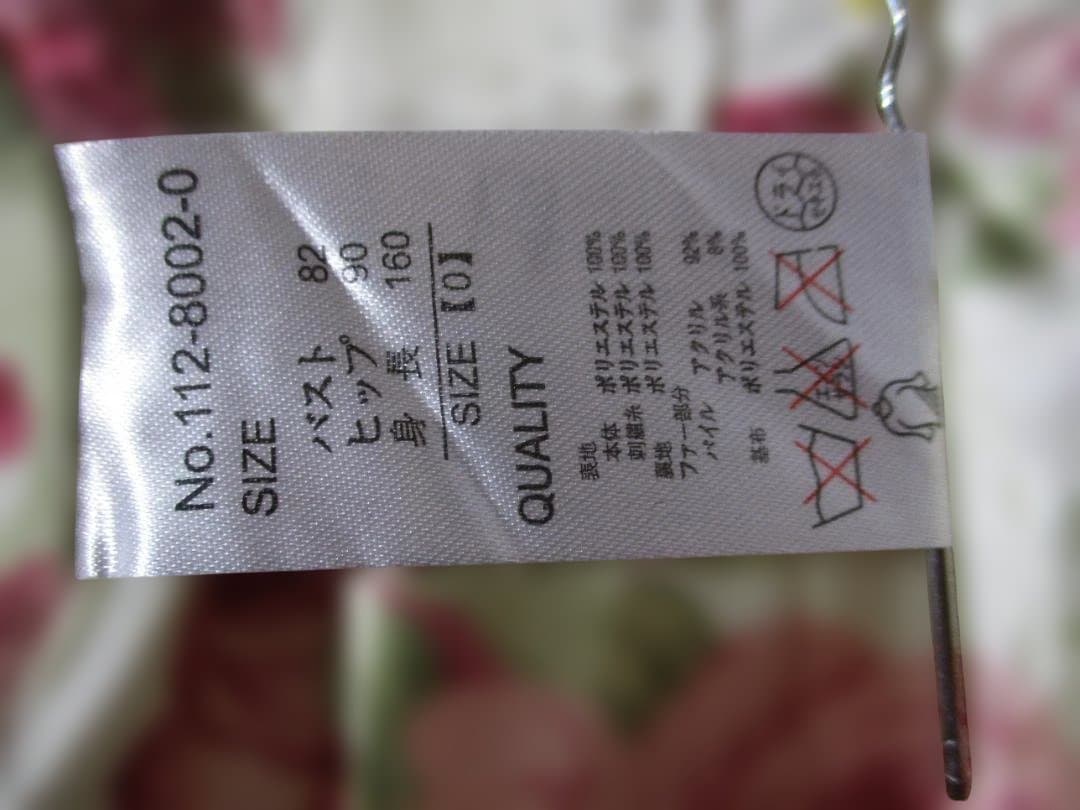 No.112-8002-0
SIZE
バスト 82
ヒップ 90
身 長 160
SIZE【0】
QUALITY
表地
本体 ポリエステル 100%
刺繍糸 ポリエステル 100%
裏地 ポリエステル 100%
ファー部分
パイル アクリル 92%
アクリル系 8%
基布 ポリエステル 100%
ドライ